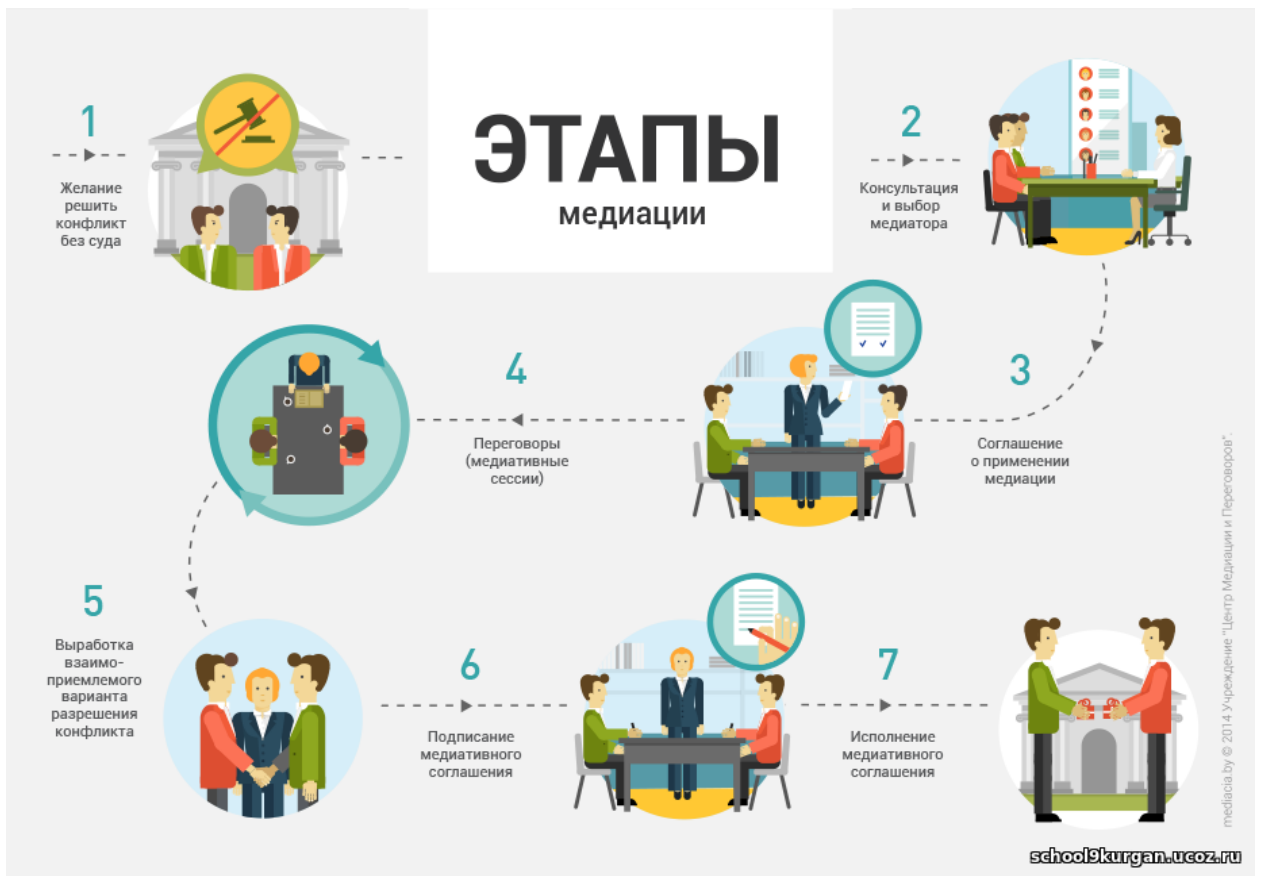 ЭТАПЫ
медиации
1
Желание
решить
конфликт
без суда
2
Консультация
и выбор
медиатора
3
Соглашение
о применении
медиации
4
Переговоры
(медиативные
сессии)
5
Выработка
взаимо-
приемлемого
варианта
разрешения
конфликта
6
Подписание
медиативного
соглашения
7
Исполнение
медиативного
соглашения
mediacia.by © 2014 Учреждение "Центр Медиации и Переговоров".
school9kurgan.ucoz.ru